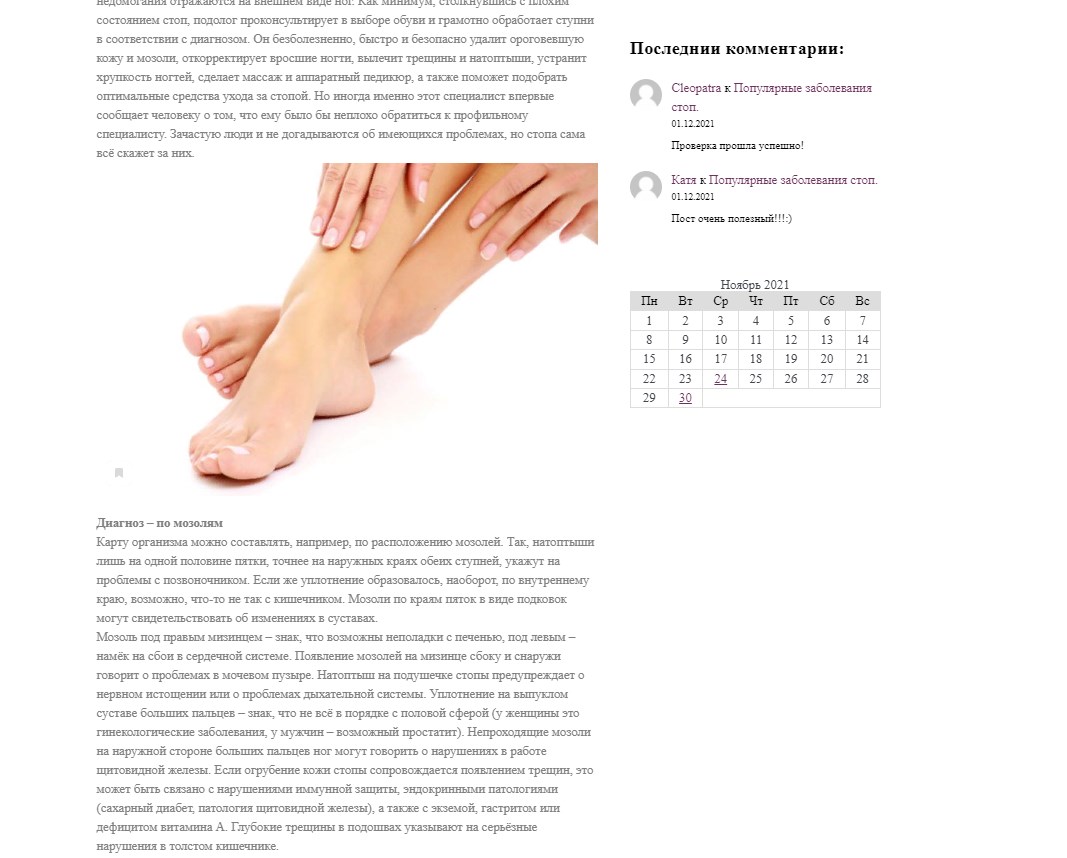 недомогания отражаются на внешнем виде ног. Как минимум, столкнувшись с плохим
состоянием стоп, подолог проконсультирует в выборе обуви и грамотно обработает ступни
в соответствии с диагнозом. Он безболезненно, быстро и безопасно удалит ороговевшую
кожу и мозоли, откорректирует вросшие ногти, вылечит трещины и натоптыши, устранит
хрупкость ногтей, сделает массаж и аппаратный педикюр, а также поможет подобрать
оптимальные средства ухода за стопой. Но иногда именно этот специалист впервые
сообщает человеку о том, что ему было бы неплохо обратиться к профильному
специалисту. Зачастую люди и не догадываются об имеющихся проблемах, но стопа сама
всё скажет за них.
Диагноз – по мозолям
Карту организма можно составлять, например, по расположению мозолей. Так, натоптыши
лишь на одной половине пятки, точнее на наружных краях обеих ступней, укажут на
проблемы с позвоночником. Если же уплотнение образовалось, наоборот, по внутреннему
краю, возможно, что-то не так с кишечником. Мозоли по краям пяток в виде подковок
могут свидетельствовать об изменениях в суставах.
Мозоль под правым мизинцем – знак, что возможны неполадки с печенью, под левым –
намёк на сбои в сердечной системе. Появление мозолей на мизинце сбоку и снаружи
говорит о проблемах в мочевом пузыре. Натоптыш на подушечке стопы предупреждает о
нервном истощении или о проблемах дыхательной системы. Уплотнение на выпуклом
суставе больших пальцев – знак, что не всё в порядке с половой сферой (у женщины это
гинекологические заболевания, у мужчин – возможный простатит). Непроходящие мозоли
на наружной стороне больших пальцев ног могут говорить о нарушениях в работе
щитовидной железы. Если огрубение кожи стопы сопровождается появлением трещин, это
может быть связано с нарушениями иммунной защиты, эндокринными патологиями
(сахарный диабет, патология щитовидной железы), а также с экземой, гастритом или
дефицитом витамина А. Глубокие трещины в подошвах указывают на серьёзные
нарушения в толстом кишечнике.
Последнии комментарии:
Cleopatra к Популярные заболевания
стоп.
01.12.2021
Проверка прошла успешно!
Катя к Популярные заболевания стоп.
01.12.2021
Пост очень полезный!!!:)
Ноябрь 2021
Пн Вт Ср Чт Пт Сб Вс
1 2 3 4 5 6 7
8 9 10 11 12 13 14
15 16 17 18 19 20 21
22 23 24 25 26 27 28
29 30